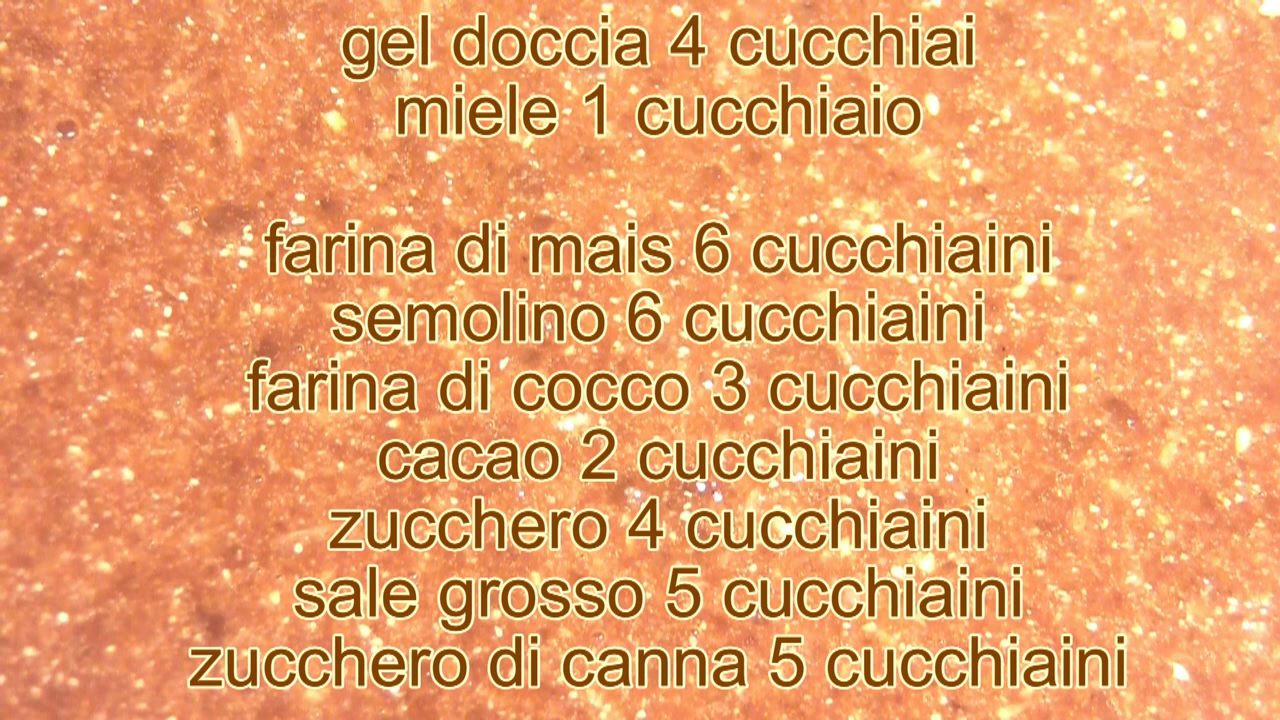 gel doccia 4 cucchiai
miele 1 cucchiaio
farina di mais 6 cucchiaini
semolino 6 cucchiaini
farina di cocco 3 cucchiaini
cacao 2 cucchiaini
zucchero 4 cucchiaini
sale grosso 5 cucchiaini
zucchero di canna 5 cucchiaini